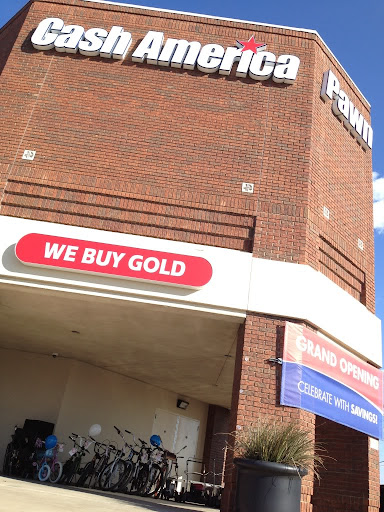 Cash America
Pawn
WE BUY GOLD
GRAND OPENING
CELEBRATE WITH SAVINGS!